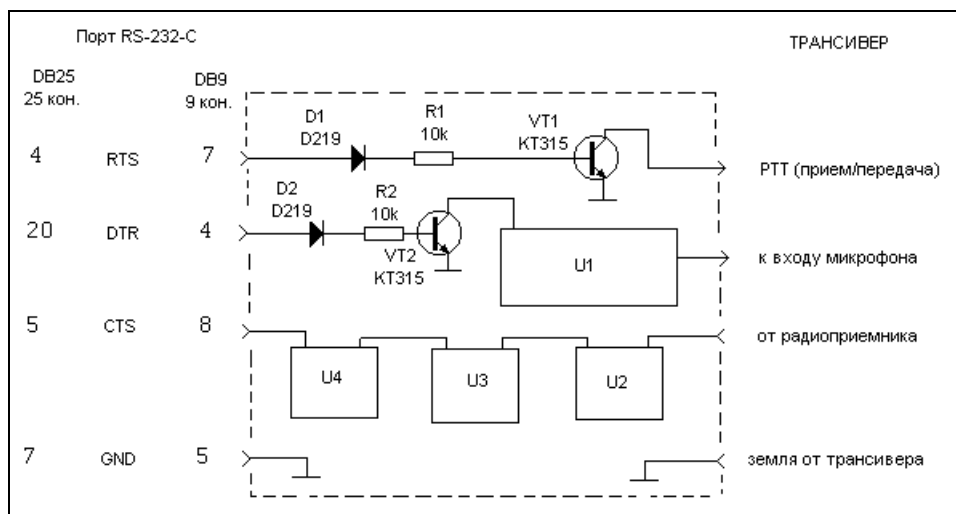 Порт RS-232-C
ТРАНСИВЕР
DB25
25 кон.
DB9
9 кон.
D1
D219
R1
10k
VT1
КТ315
4 RTS 7
РТТ (прием/передача)
D2
D219
R2
10k
20 DTR 4
VT2
КТ315
U1
к входу микрофона
5 CTS 8
от радиоприемника
U4
U3
U2
7 GND 5
земля от трансивера